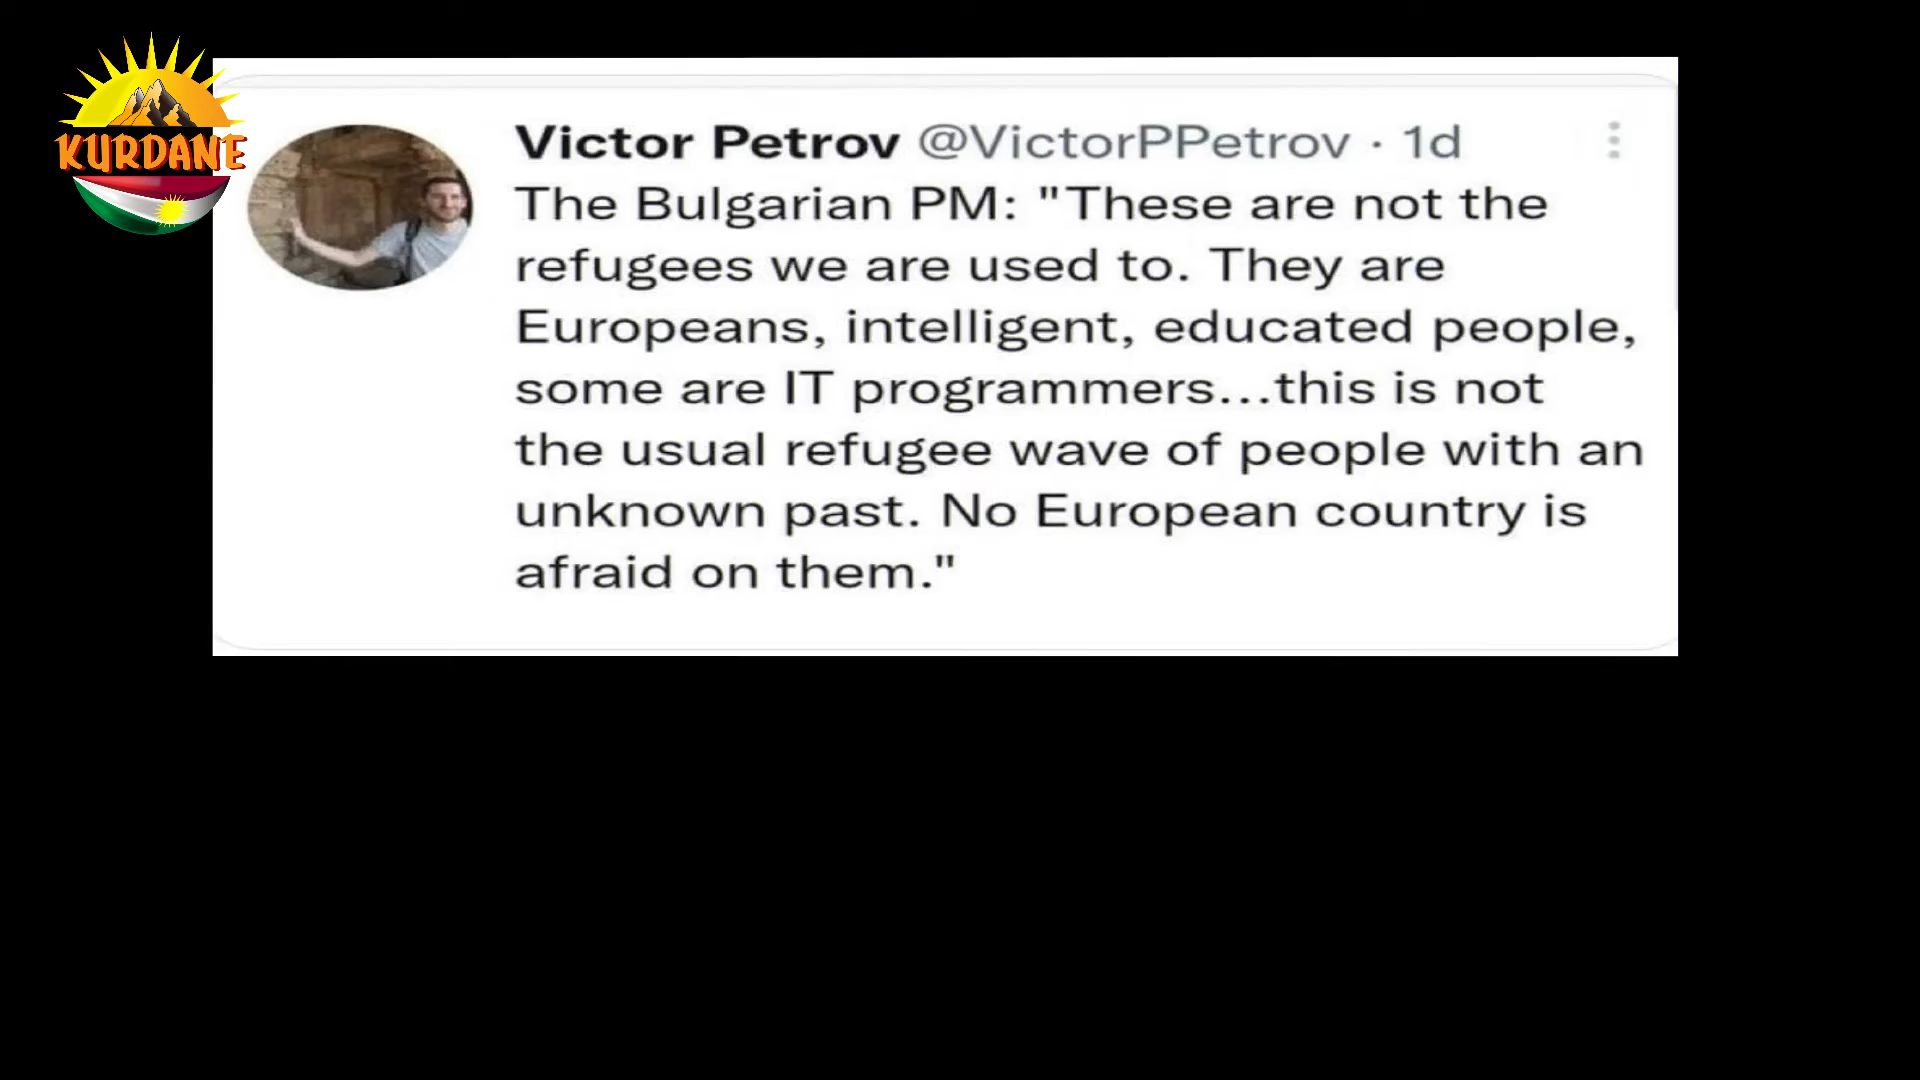 KURDANE
Victor Petrov @VictorPPetrov · 1d
The Bulgarian PM: "These are not the
refugees we are used to. They are
Europeans, intelligent, educated people,
some are IT programmers...this is not
the usual refugee wave of people with an
unknown past. No European country is
afraid on them."